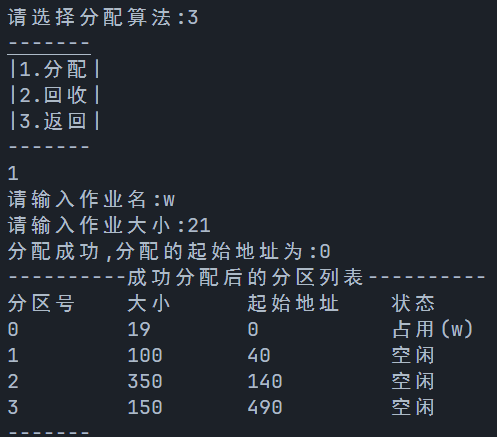 请选择分配算法:3
-------
|1.分配|
|2.回收|
|3.返回|
-------
1
请输入作业名:w
请输入作业大小:21
分配成功,分配的起始地址为:0
----------成功分配后的分区列表----------
分区号 大小 起始地址 状态
0 19 0 占用(w)
1 100 40 空闲
2 350 140 空闲
3 150 490 空闲
-------